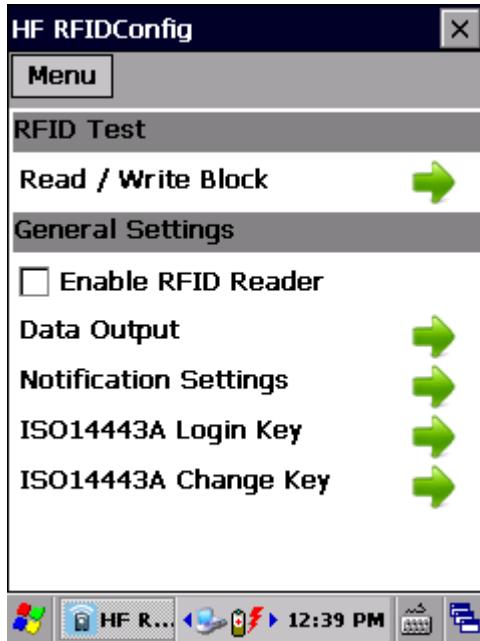 HF RFIDConfig
Menu
RFID Test
Read / Write Block
General Settings
Enable RFID Reader
Data Output
Notification Settings
ISO14443A Login Key
ISO14443A Change Key
HF R... 12:39 PM